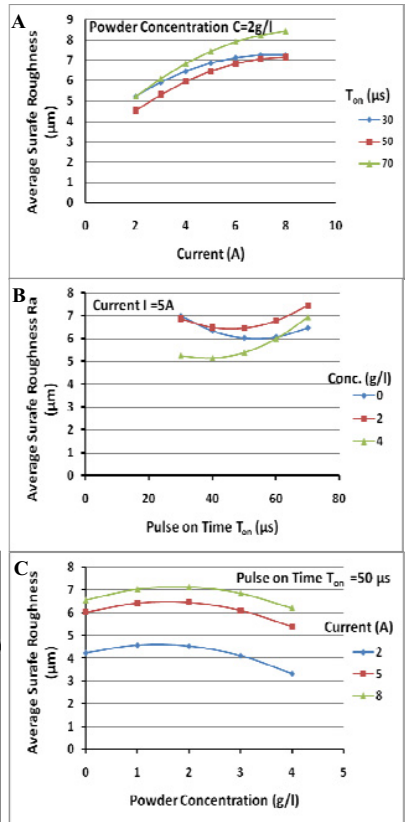 A
Powder Concentration C=2g/l
Average Surafe Roughness
(μm)
9
8
7
6
5
4
3
2
1
0
0 2 4 6 8 10
Current (A)
Ton (μs)
30
50
70
B
Current I =5A
Average Surafe Roughness Ra
(μm)
8
7
6
5
4
3
2
1
0
0 20 40 60 80
Pulse on Time Ton (μs)
Conc. (g/l)
0
2
4
C
Pulse on Time Ton =50 μs
Average Surafe Roughness
(μm)
8
7
6
5
4
3
2
1
0
0 1 2 3 4 5
Powder Concentration (g/l)
Current (A)
2
5
8